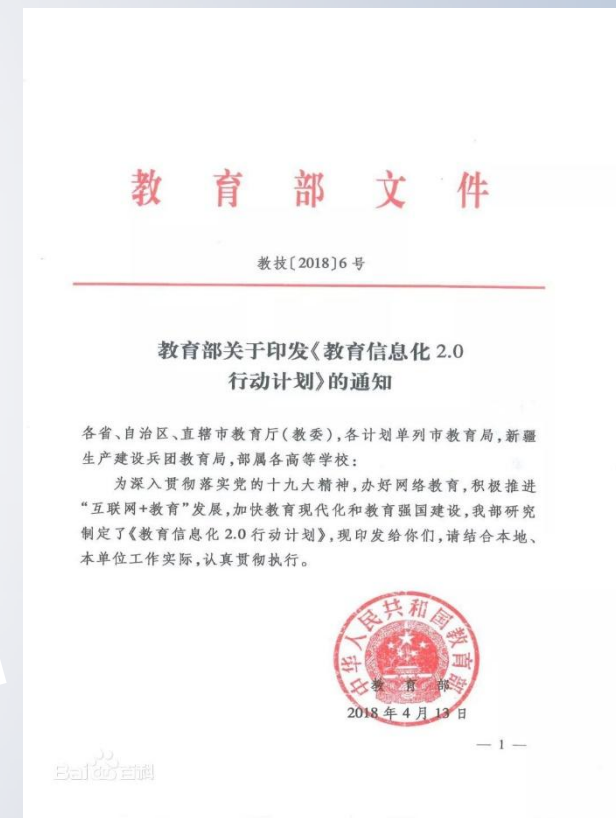 教育部文件
教技〔2018〕6号
教育部关于印发《教育信息化 2.0
行动计划》的通知
各省、自治区、直辖市教育厅(教委),各计划单列市教育局,新疆
生产建设兵团教育局,部属各高等学校:
为深入贯彻落实党的十九大精神,办好网络教育,积极推进
“互联网+教育”发展,加快教育现代化和教育强国建设,我部研究
制定了《教育信息化 2.0 行动计划》,现印发给你们,请结合本地、
本单位工作实际,认真贯彻执行。
中华人民共和国教育部
教育部
2018 年 4 月 13 日
— 1 —
Bai du 百科